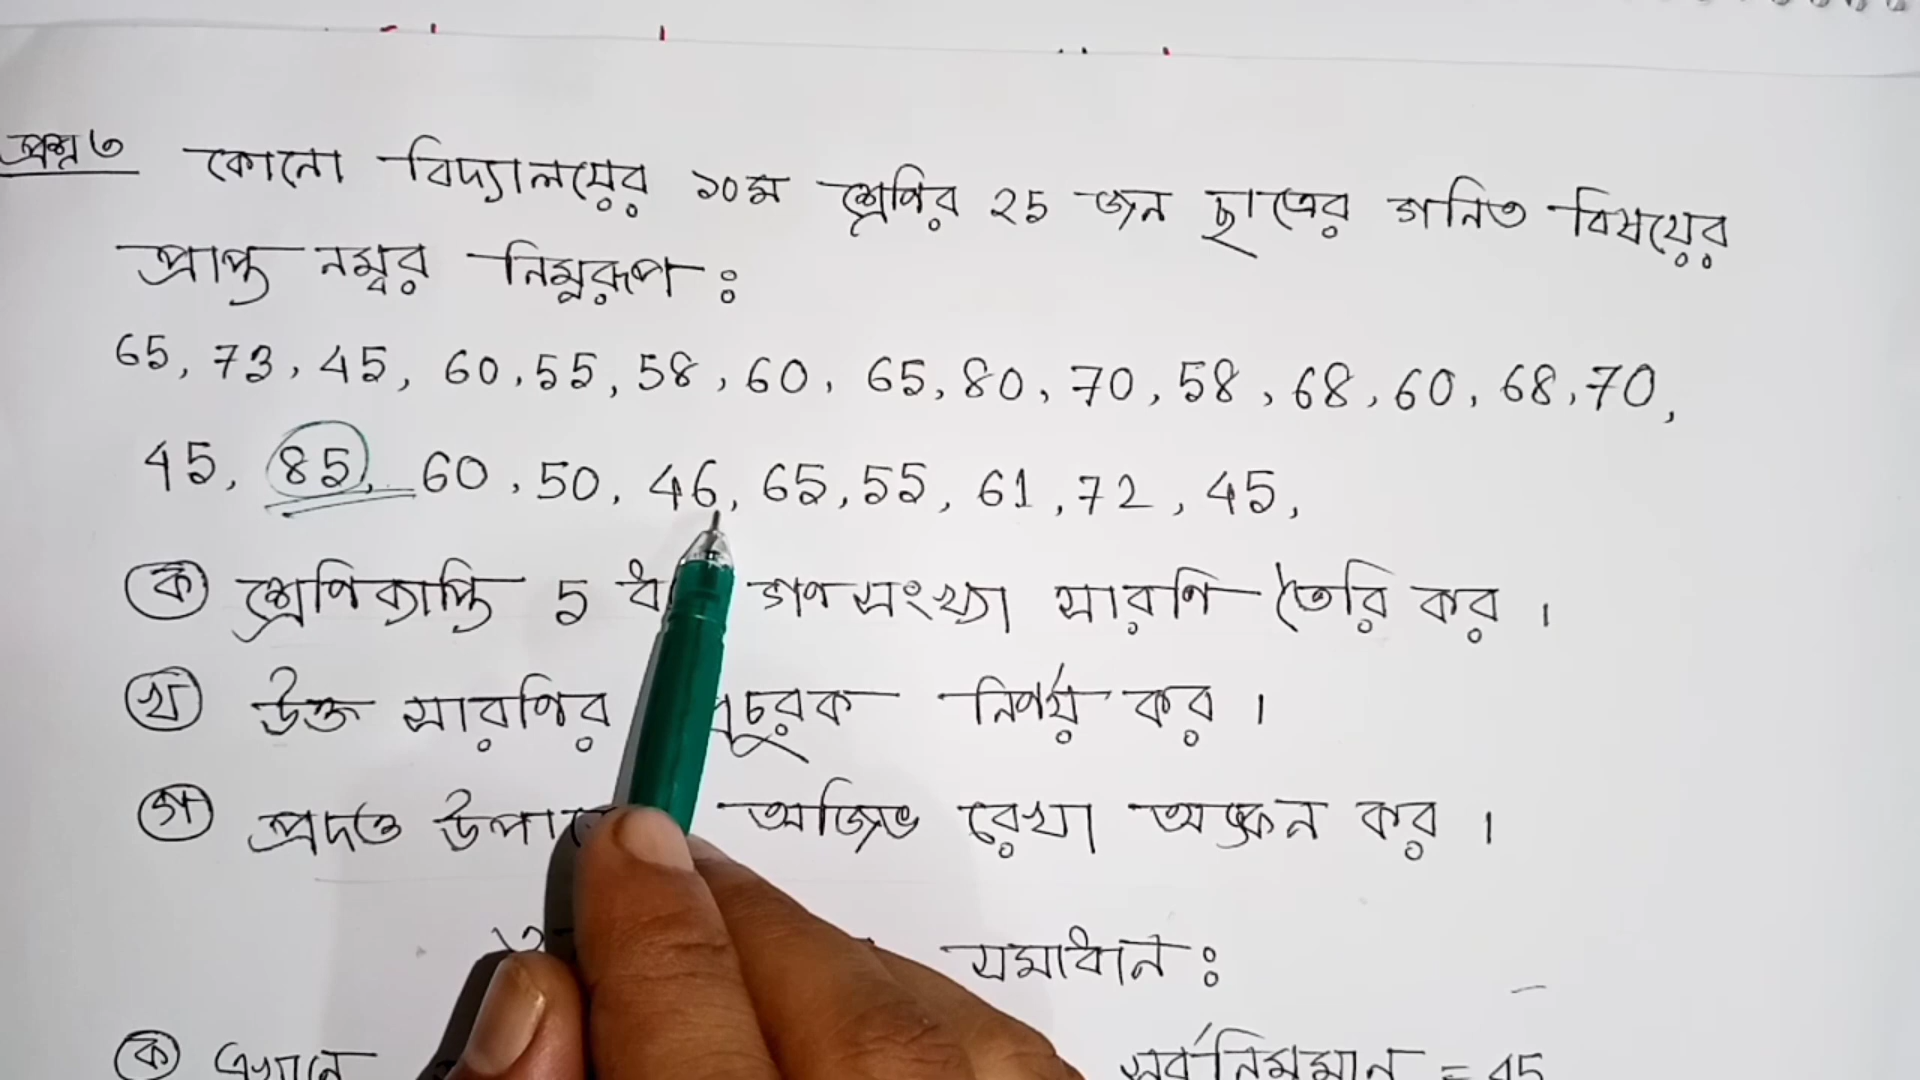 প্রশ্ন ৩ কোনো বিদ্যালয়ের ১০ম শ্রেণির 25 জন ছাত্রের গনিত বিষয়ের
প্রাপ্ত নম্বর নিম্নরূপ :
65, 73, 45, 60, 55, 58, 60, 65, 80, 70, 58, 68, 60, 68, 70,
45, 85, 60, 50, 46, 65, 55, 61, 72, 45,
ক শ্রেণিব্যাপ্তি 5 গণসংখ্যা সারণি তৈরি কর ।
খ উক্ত সারণির প্রচুরক নির্ণয় কর ।
গ প্রদত্ত অজিভ রেখা অঙ্কন কর ।
সমাধান :
ক এখানে সর্বনিম্নমান = 45